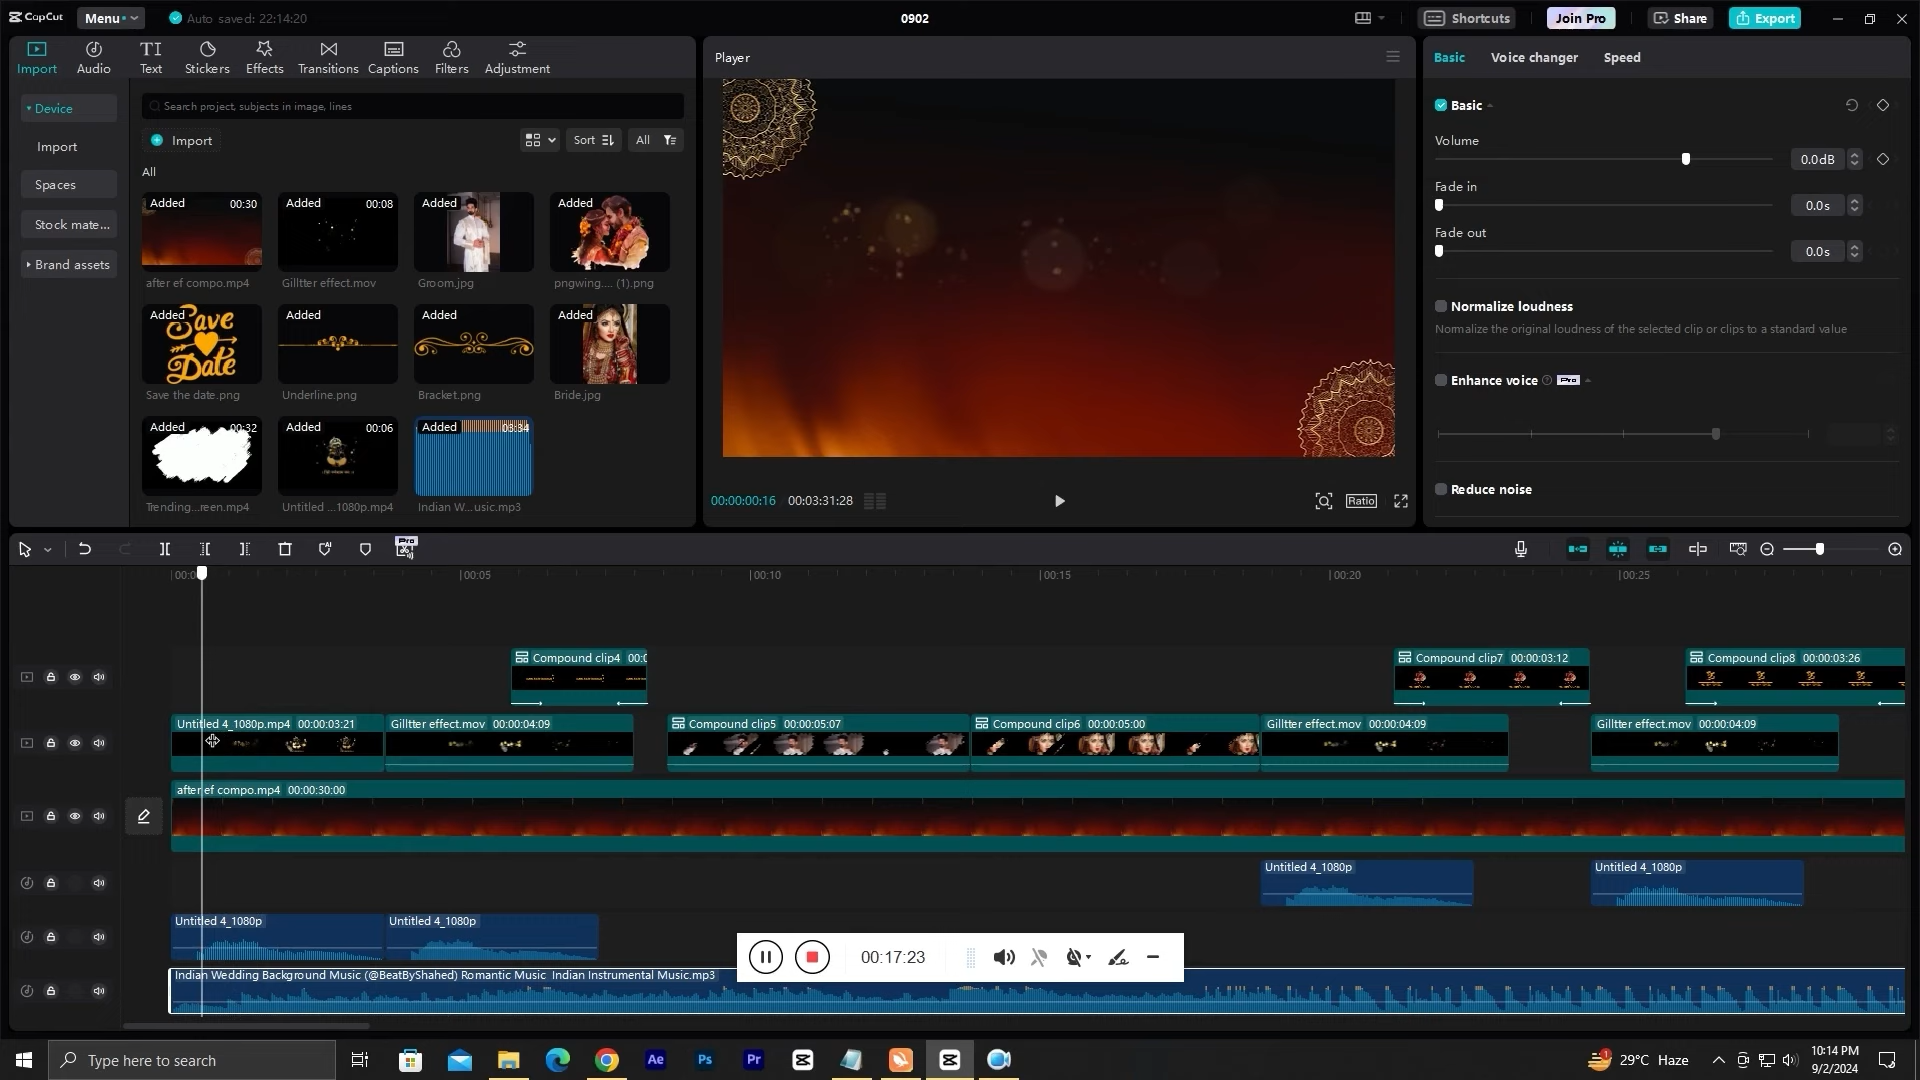 CapCut
Menu
Auto saved: 22:14:20
0902
Shortcuts
Join Pro
Share
Export
Import
Audio
Text
Stickers
Effects
Transitions
Captions
Filters
Adjustment
Player
Basic
Voice changer
Speed
Device
Import
Spaces
Stock mate...
Brand assets
Search project, subjects in image, lines
Import
Sort
All
All
Added 00:30
Added 00:08
Added
Added
after ef compo.mp4
Gilltter effect.mov
Groom.jpg
pngwing.... (1).png
Added
Added
Added
Added
Save the Date
Save the date.png
Underline.png
Bracket.png
Bride.jpg
Added 00:32
Added 00:06
Added 03:34
Trending...reen.mp4
Untitled ...1080p.mp4
Indian W...usic.mp3
00:00:00:16
00:03:31:28
Ratio
Basic
Volume
0.0dB
Fade in
0.0s
Fade out
0.0s
Normalize loudness
Normalize the original loudness of the selected clip or clips to a standard value
Enhance voice
Pro
Reduce noise
Pro
00:05
00:10
00:15
00:20
00:25
Compound clip4
Compound clip7 00:00:03:12
Compound clip8 00:00:03:26
Untitled 4_1080p.mp4 00:00:03:21
Gilltter effect.mov 00:00:04:09
Compound clip5 00:00:05:07
Compound clip6 00:00:05:00
Gilltter effect.mov 00:00:04:09
Gilltter effect.mov 00:00:04:09
after ef compo.mp4 00:00:30:00
Untitled 4_1080p
Untitled 4_1080p
Untitled 4_1080p
Untitled 4_1080p
Indian Wedding Background Music (@BeatByShahed) Romantic Music Indian Instrumental Music.mp3
00:17:23
Type here to search
Ae
Ps
Pr
1
29°C Haze
10:14 PM
9/2/2024